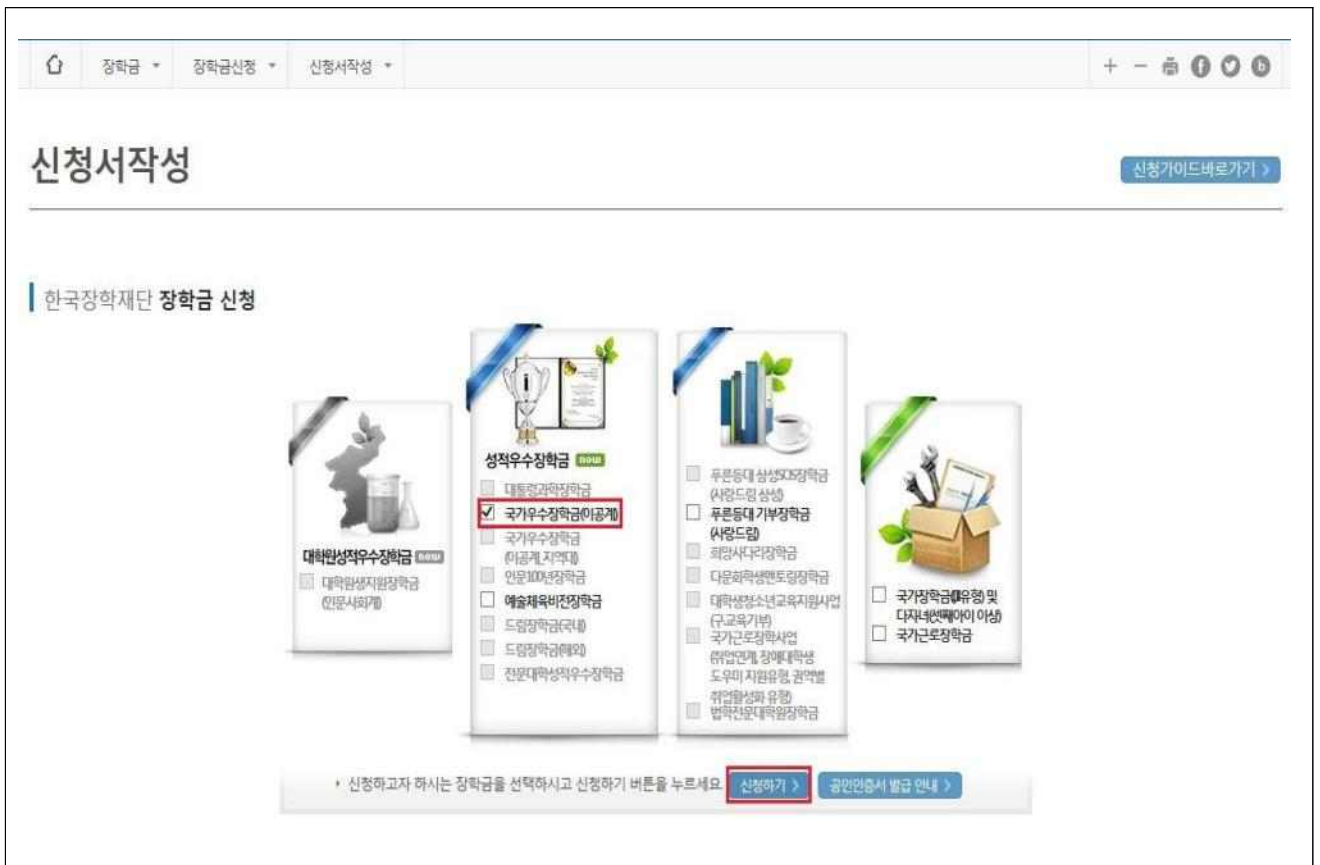 장학금 장학금신청 신청서작성
신청서작성
신청가이드바로가기 >
한국장학재단 장학금 신청
대학원성적우수장학금 now
대학원생지원장학금
(인문사회계)
성적우수장학금 now
대통령과학장학금
국가우수장학금(이공계)
국가우수장학금
(이공계,지역대)
인문100년장학금
예술체육비전장학금
드림장학금(국내)
드림장학금(해외)
전문대학성적우수장학금
푸른등대 삼성SOS장학금
(사랑드림 삼성)
푸른등대 기부장학금
(사랑드림)
희망사다리장학금
다문화학생멘토링장학금
대학생청소년교육지원사업
(구.교육기부)
국가근로장학사업
(취업연계, 장애대학생
도우미 지원유형, 권역별
취업활성화 유형)
법학전문대학원장학금
국가장학금(Ⅱ유형) 및
다자녀(셋째아이 이상)
국가근로장학금
신청하고자 하시는 장학금을 선택하시고 신청하기 버튼을 누르세요 신청하기 > 공인인증서 발급 안내 >